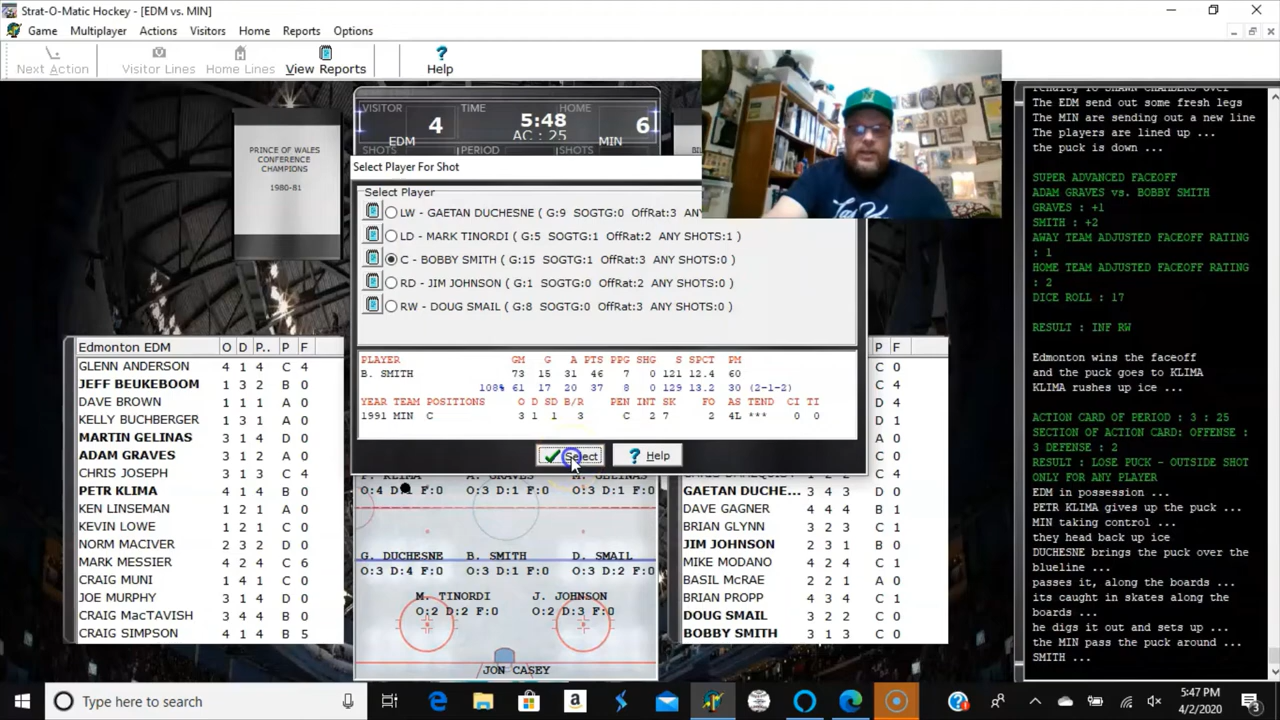 Strat-O-Matic Hockey - [EDM vs. MIN]
Game Multiplayer Actions Visitors Home Reports Options
Next Action Visitor Lines Home Lines View Reports Help
PRINCE OF WALES
CONFERENCE
CHAMPIONS
1980-81
VISITOR TIME HOME
4 5:48 6
EDM AC : 25 MIN
SHOTS PERIOD SHOTS
Select Player For Shot
Select Player
LW - GAETAN DUCHESNE ( G:9 SOGTG:0 OffRat:3 ANY
LD - MARK TINORDI ( G:5 SOGTG:1 OffRat:2 ANY SHOTS:1 )
C - BOBBY SMITH ( G:15 SOGTG:1 OffRat:3 ANY SHOTS:0 )
RD - JIM JOHNSON ( G:1 SOGTG:0 OffRat:2 ANY SHOTS:0 )
RW - DOUG SMAIL ( G:8 SOGTG:0 OffRat:3 ANY SHOTS:0 )
PLAYER GM G A PTS PPG SHG S SPCT PM
B. SMITH 73 15 31 46 7 0 121 12.4 60
108% 61 17 20 37 8 0 129 13.2 30 (2-1-2)
YEAR TEAM POSITIONS O D SD B/R PEN INT SK FO AS TEND CI TI
1991 MIN C 3 1 1 3 C 2 7 2 4L *** 0 0
Select Help
Edmonton EDM O D P.. P F
GLENN ANDERSON 4 1 4 C 4
JEFF BEUKEBOOM 1 3 2 B 0
DAVE BROWN 1 1 1 A 0
KELLY BUCHBERGER 1 3 1 A 0
MARTIN GELINAS 3 1 4 D 0
ADAM GRAVES 3 1 2 A 0
CHRIS JOSEPH 3 1 3 C 4
PETR KLIMA 4 1 4 B 0
KEN LINSEMAN 2 1 2 A 0
KEVIN LOWE 1 3 2 C 0
NORM MACIVER 2 3 2 D 0
MARK MESSIER 4 2 4 C 6
CRAIG MUNI 1 4 1 C 0
JOE MURPHY 3 1 4 D 0
CRAIG MacTAVISH 3 3 2 C 0
CRAIG SIMPSON 4 1 4 B 5
P. KLIMA A. GRAVES M. GELINAS
O:4 D:1 F:0 O:3 D:1 F:0 O:3 D:1 F:0
G. DUCHESNE B. SMITH D. SMAIL
O:3 D:4 F:0 O:3 D:1 F:0 O:3 D:2 F:0
M. TINORDI J. JOHNSON
O:2 D:2 F:0 O:2 D:3 F:0
JON CASEY
P F
C 0
C 4
C 4
C 1
A 0
C 0
GAETAN DUCHE... 3 4 3 D 0
DAVE GAGNER 4 4 4 B 0
BRIAN GLYNN 3 2 3 C 1
JIM JOHNSON 2 3 1 B 0
MIKE MODANO 4 2 4 C 0
BASIL McRAE 2 2 1 A 0
BRIAN PROPP 4 3 4 C 1
DOUG SMAIL 3 2 3 C 0
BOBBY SMITH 3 1 3 C 0
penalty to SHAWN CHAMBERS over
The EDM send out some fresh legs
The MIN are sending out a new line
The players are lined up ...
the puck is down ...
SUPER ADVANCED FACEOFF
ADAM GRAVES vs. BOBBY SMITH
GRAVES : +1
SMITH : +2
AWAY TEAM ADJUSTED FACEOFF RATING
: 1
HOME TEAM ADJUSTED FACEOFF RATING
: 2
DICE ROLL : 17
RESULT : INF RW
Edmonton wins the faceoff
and the puck goes to KLIMA
KLIMA rushes up ice ...
ACTION CARD OF PERIOD : 3 : 25
SECTION OF ACTION CARD: OFFENSE :
3 DEFENSE : 2
RESULT : LOSE PUCK - OUTSIDE SHOT
ONLY FOR ANY PLAYER
EDM in possession ...
PETR KLIMA gives up the puck ...
MIN taking control ...
they head back up ice
DUCHESNE brings the puck over the
blueline ...
passes it, along the boards ...
its caught in skates along the
boards ...
he digs it out and sets up ...
the MIN pass the puck around ...
SMITH ...
Type here to search
5:47 PM
4/2/2020
3